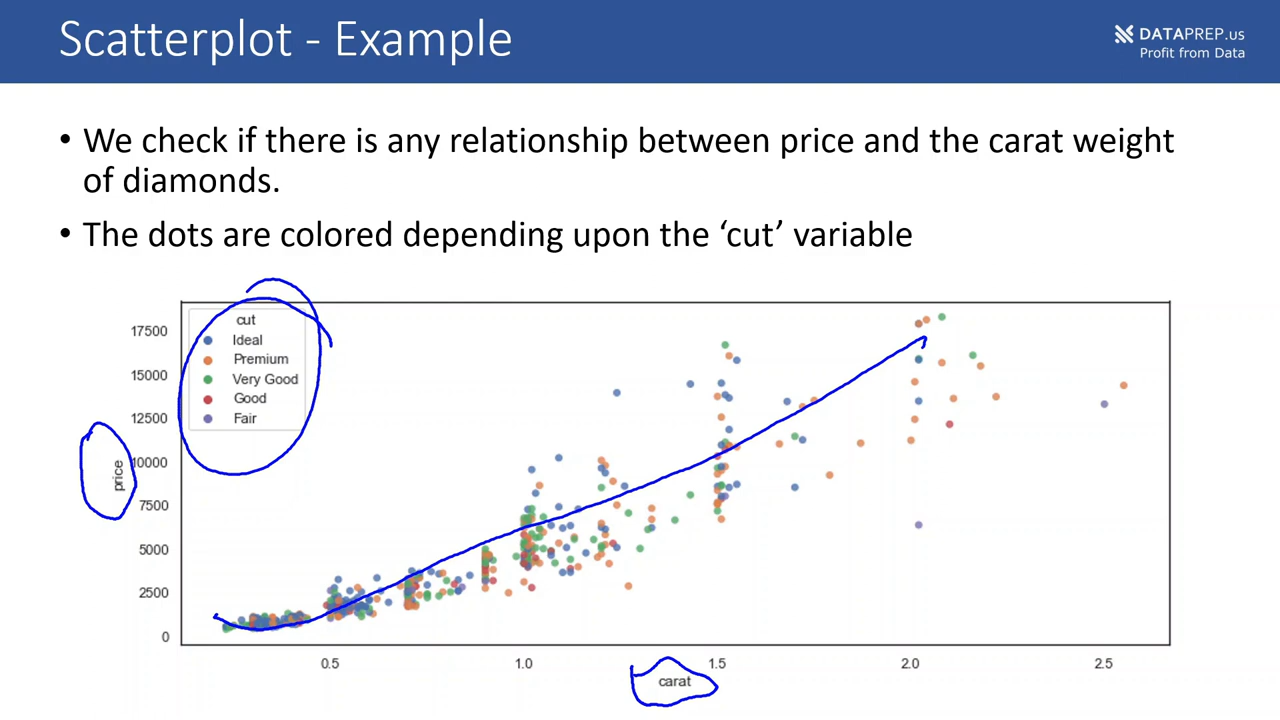 Scatterplot - Example
DATAPREP.us
Profit from Data
• We check if there is any relationship between price and the carat weight
of diamonds.
• The dots are colored depending upon the ‘cut’ variable
cut
Ideal
Premium
Very Good
Good
Fair
17500
15000
12500
10000
7500
5000
2500
0
price
0.5
1.0
1.5
2.0
2.5
carat